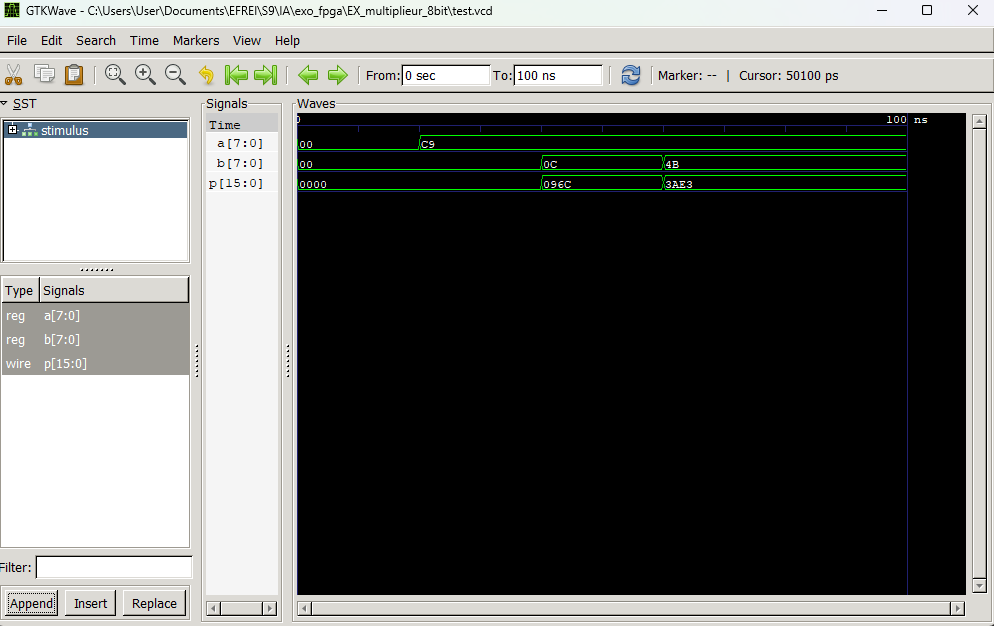 GTKWave - C:\Users\User\Documents\EFREI\S9\IA\exo_fpga\EX_multiplieur_8bit\test.vcd
File Edit Search Time Markers View Help
From: 0 sec To: 100 ns Marker: -- | Cursor: 50100 ps
SST
stimulus
Type Signals
reg a[7:0]
reg b[7:0]
wire p[15:0]
Filter:
Append Insert Replace
Signals
Time
a[7:0]
b[7:0]
p[15:0]
Waves
0 100 ns
00 C9
00 0C 4B
0000 096C 3AE3